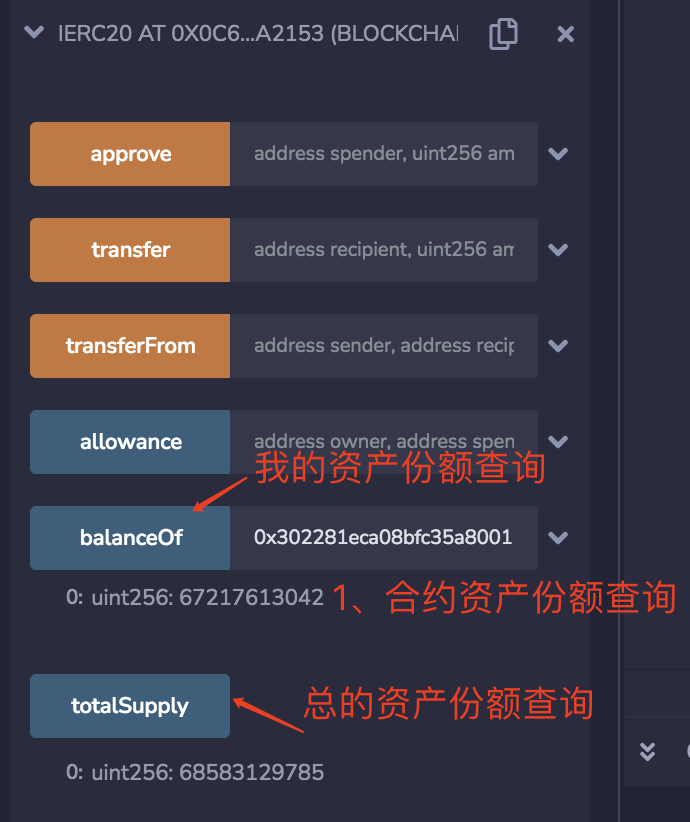 IERC20 AT 0X0C6...A2153 (BLOCKCHAI
approve address spender, uint256 am
transfer address recipient, uint256 am
transferFrom address sender, address recip
allowance address owner, address spen
我的资产份额查询
balanceOf 0x302281eca08bfc35a8001
0: uint256: 67217613042 1、合约资产份额查询
totalSupply 总的资产份额查询
0: uint256: 68583129785